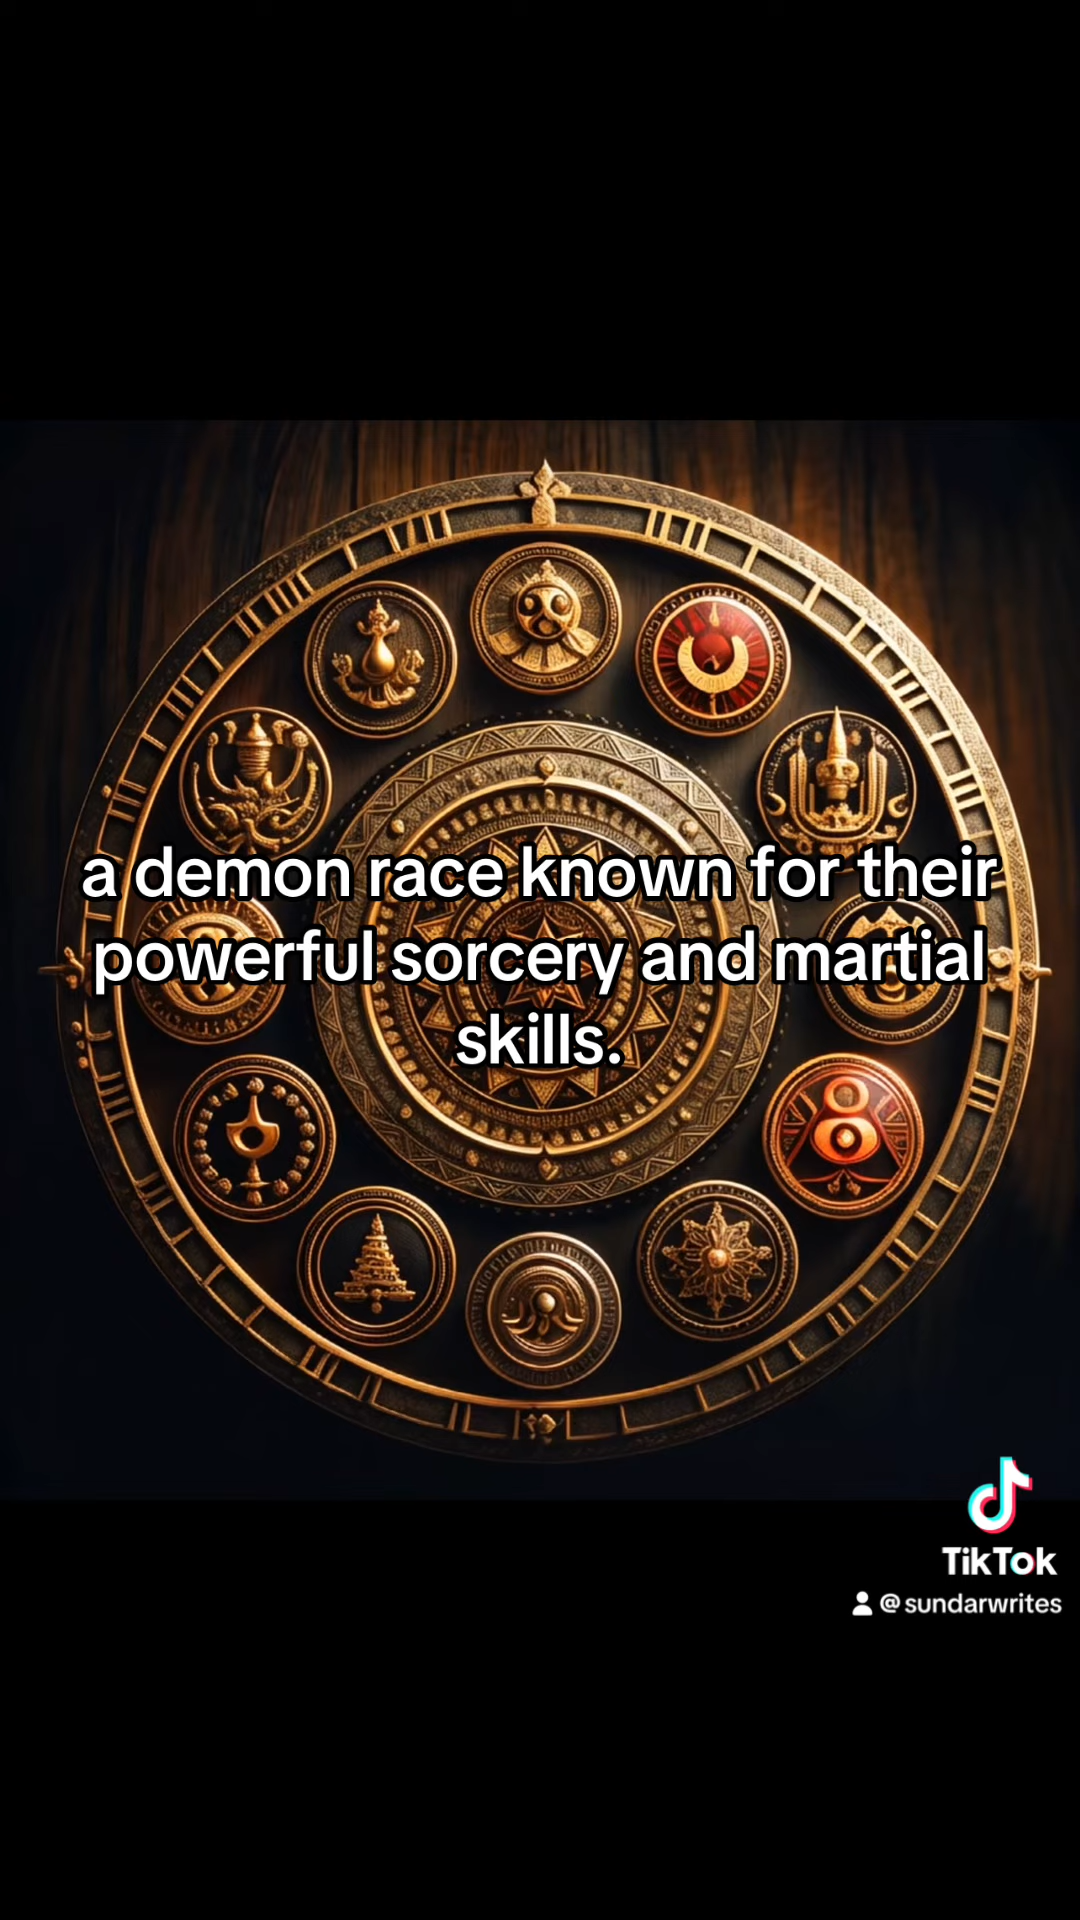 a demon race known for their
powerful sorcery and martial
skills.
TikTok
@sundarwrites